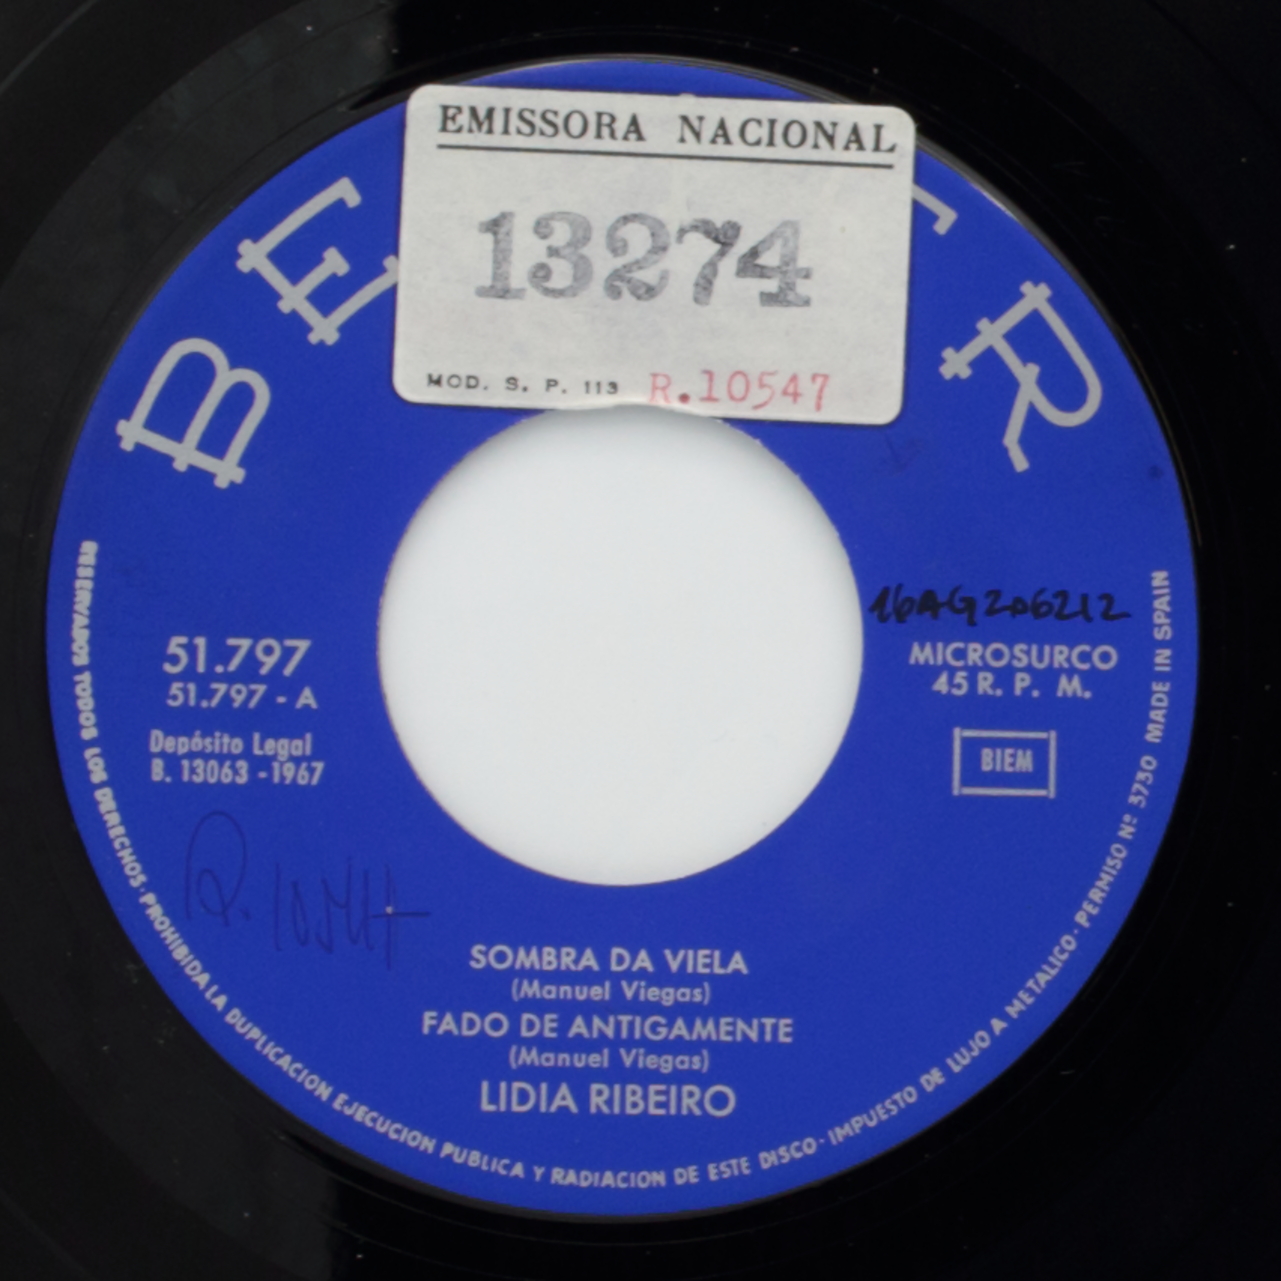 EMISSORA NACIONAL
13274
MOD. S. P. 113 R.10547
BE
R
51.797
51.797 - A
Depósito Legal
B. 13063 - 1967
16AG206212
MICROSURCO
45 R. P. M.
BIEM
R. 10547
SOMBRA DA VIELA
(Manuel Viegas)
FADO DE ANTIGAMENTE
(Manuel Viegas)
LIDIA RIBEIRO
RESERVADOS TODOS LOS DERECHOS · PROHIBIDA LA DUPLICACION EJECUCION PUBLICA Y RADIACION DE ESTE DISCO · IMPUESTO DE LUJO A METALICO · PERMISO Nº 3730 MADE IN SPAIN